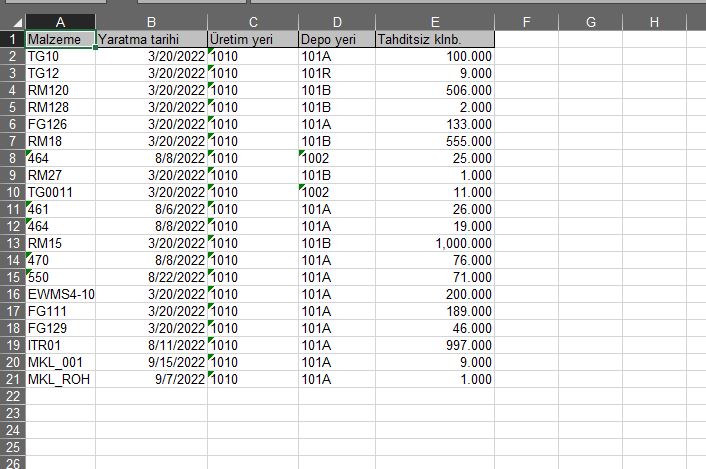 A B C D E F G H
1 Malzeme Yaratma tarihi Üretim yeri Depo yeri Tahditsiz klnb.
2 TG10 3/20/2022 1010 101A 100.000
3 TG12 3/20/2022 1010 101R 9.000
4 RM120 3/20/2022 1010 101B 506.000
5 RM128 3/20/2022 1010 101B 2.000
6 FG126 3/20/2022 1010 101A 133.000
7 RM18 3/20/2022 1010 101B 555.000
8 464 8/8/2022 1010 1002 25.000
9 RM27 3/20/2022 1010 101B 1.000
10 TG0011 3/20/2022 1010 1002 11.000
11 461 8/6/2022 1010 101A 26.000
12 464 8/8/2022 1010 101A 19.000
13 RM15 3/20/2022 1010 101B 1,000.000
14 470 8/8/2022 1010 101A 76.000
15 550 8/22/2022 1010 101A 71.000
16 EWMS4-10 3/20/2022 1010 101A 200.000
17 FG111 3/20/2022 1010 101A 189.000
18 FG129 3/20/2022 1010 101A 46.000
19 ITR01 8/11/2022 1010 101A 997.000
20 MKL_001 9/15/2022 1010 101A 9.000
21 MKL_ROH 9/7/2022 1010 101A 1.000
22
23
24
25
26